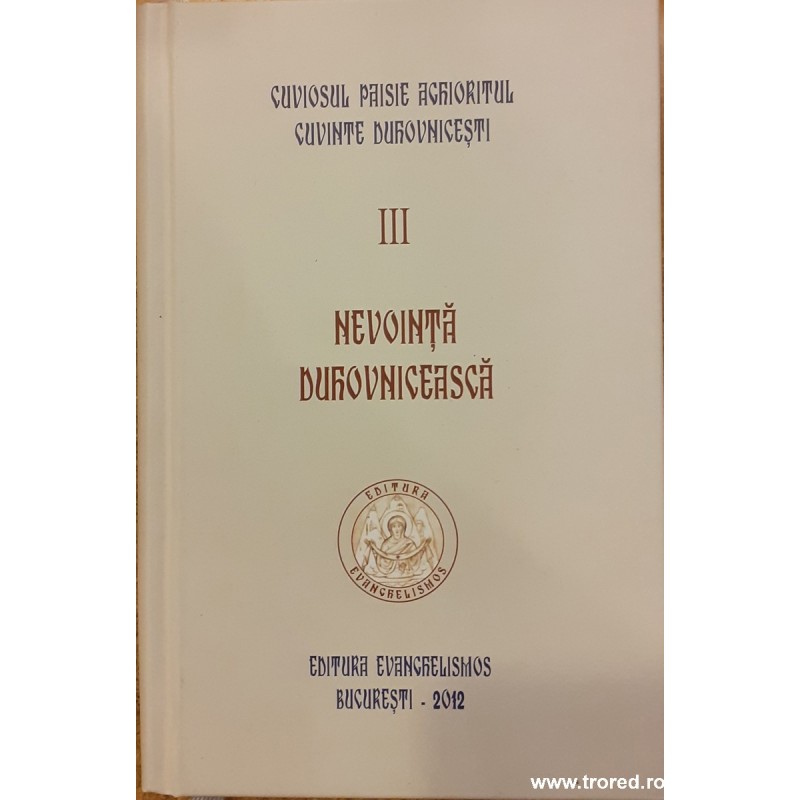 CUVIOSUL PAISIE AGHIORITUL
CUVINTE DUHOVNICEȘTI
III
NEVOINȚĂ
DUHOVNICEASCĂ
EDITURA
EVANGHELISMOS
EDITURA EVANGHELISMOS
BUCUREȘTI - 2012
www.trored.ro